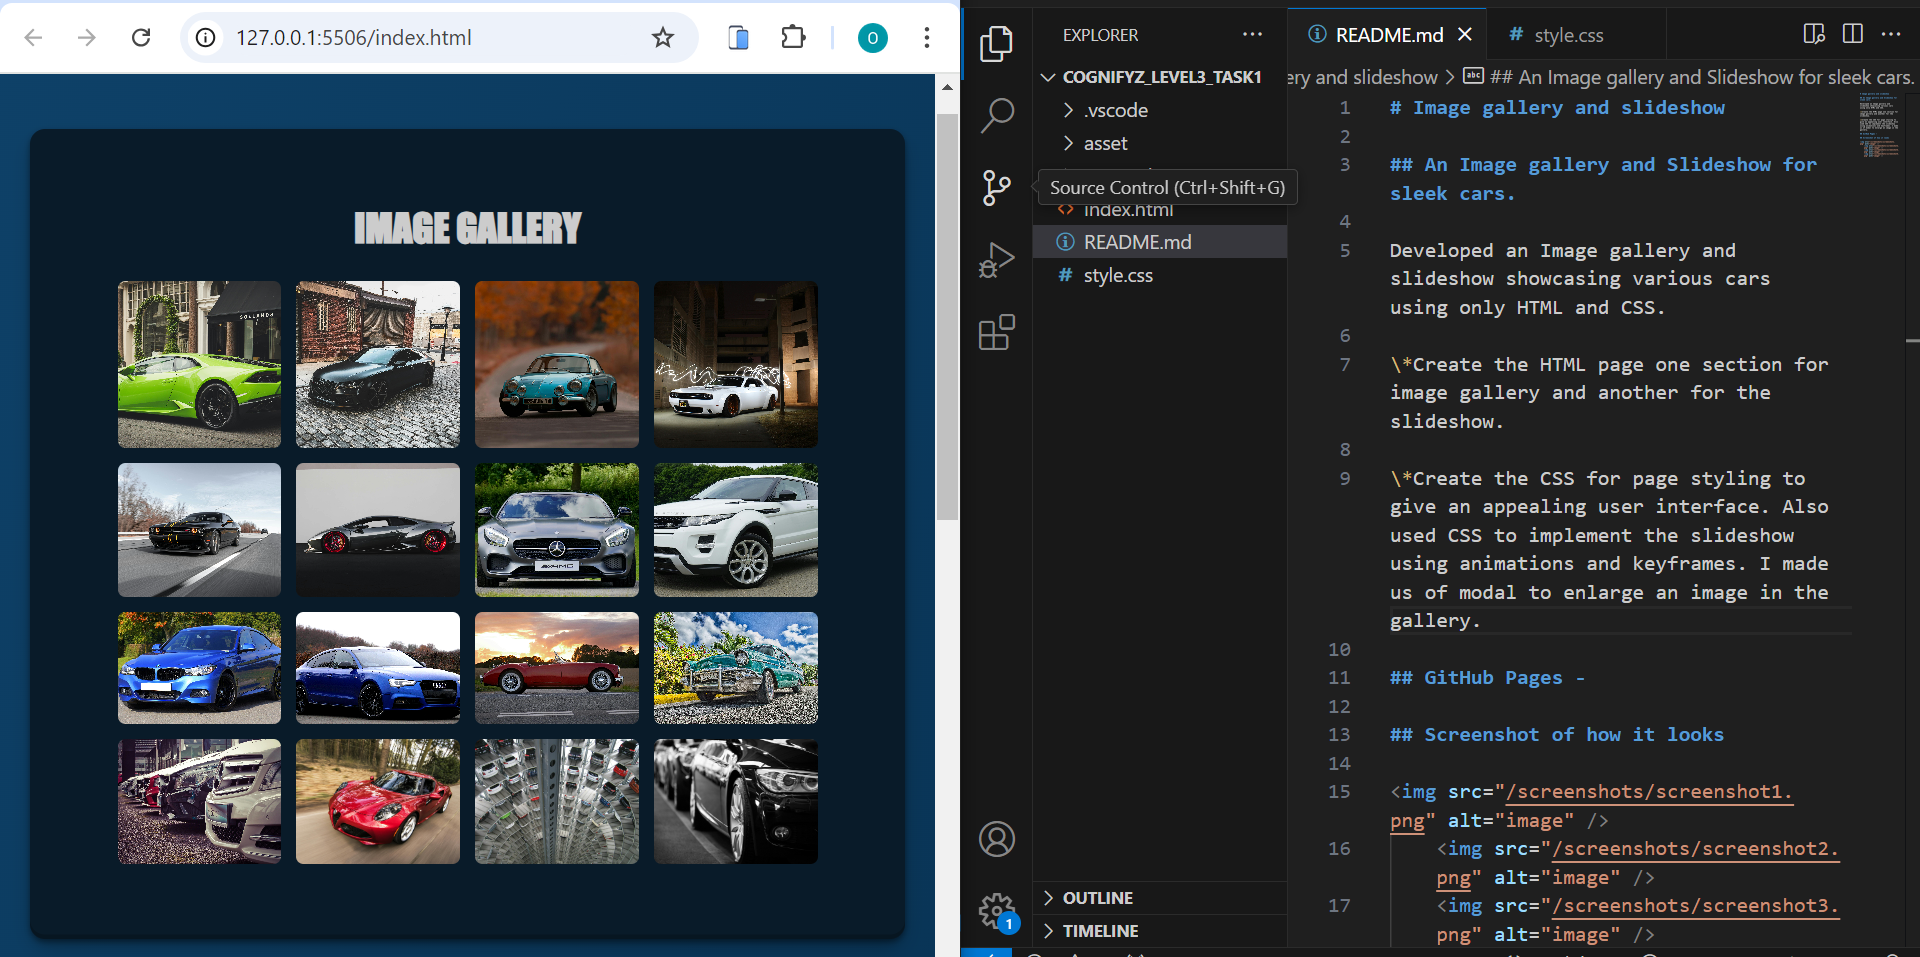 127.0.0.1:5506/index.html
O
IMAGE GALLERY
SOLLANDA
AMG
EXPLORER
COGNIFYZ_LEVEL3_TASK1
.vscode
asset
Source Control (Ctrl+Shift+G)
index.html
README.md
# style.css
OUTLINE
TIMELINE
1
README.md
# style.css
ery and slideshow > abc ## An Image gallery and Slideshow for sleek cars.
1 # Image gallery and slideshow
2
3 ## An Image gallery and Slideshow for
sleek cars.
4
5 Developed an Image gallery and
slideshow showcasing various cars
using only HTML and CSS.
6
7 \*Create the HTML page one section for
image gallery and another for the
slideshow.
8
9 \*Create the CSS for page styling to
give an appealing user interface. Also
used CSS to implement the slideshow
using animations and keyframes. I made
us of modal to enlarge an image in the
gallery.
10
11 ## GitHub Pages -
12
13 ## Screenshot of how it looks
14
15 <img src="/screenshots/screenshot1.
png" alt="image" />
16 <img src="/screenshots/screenshot2.
png" alt="image" />
17 <img src="/screenshots/screenshot3.
png" alt="image" />